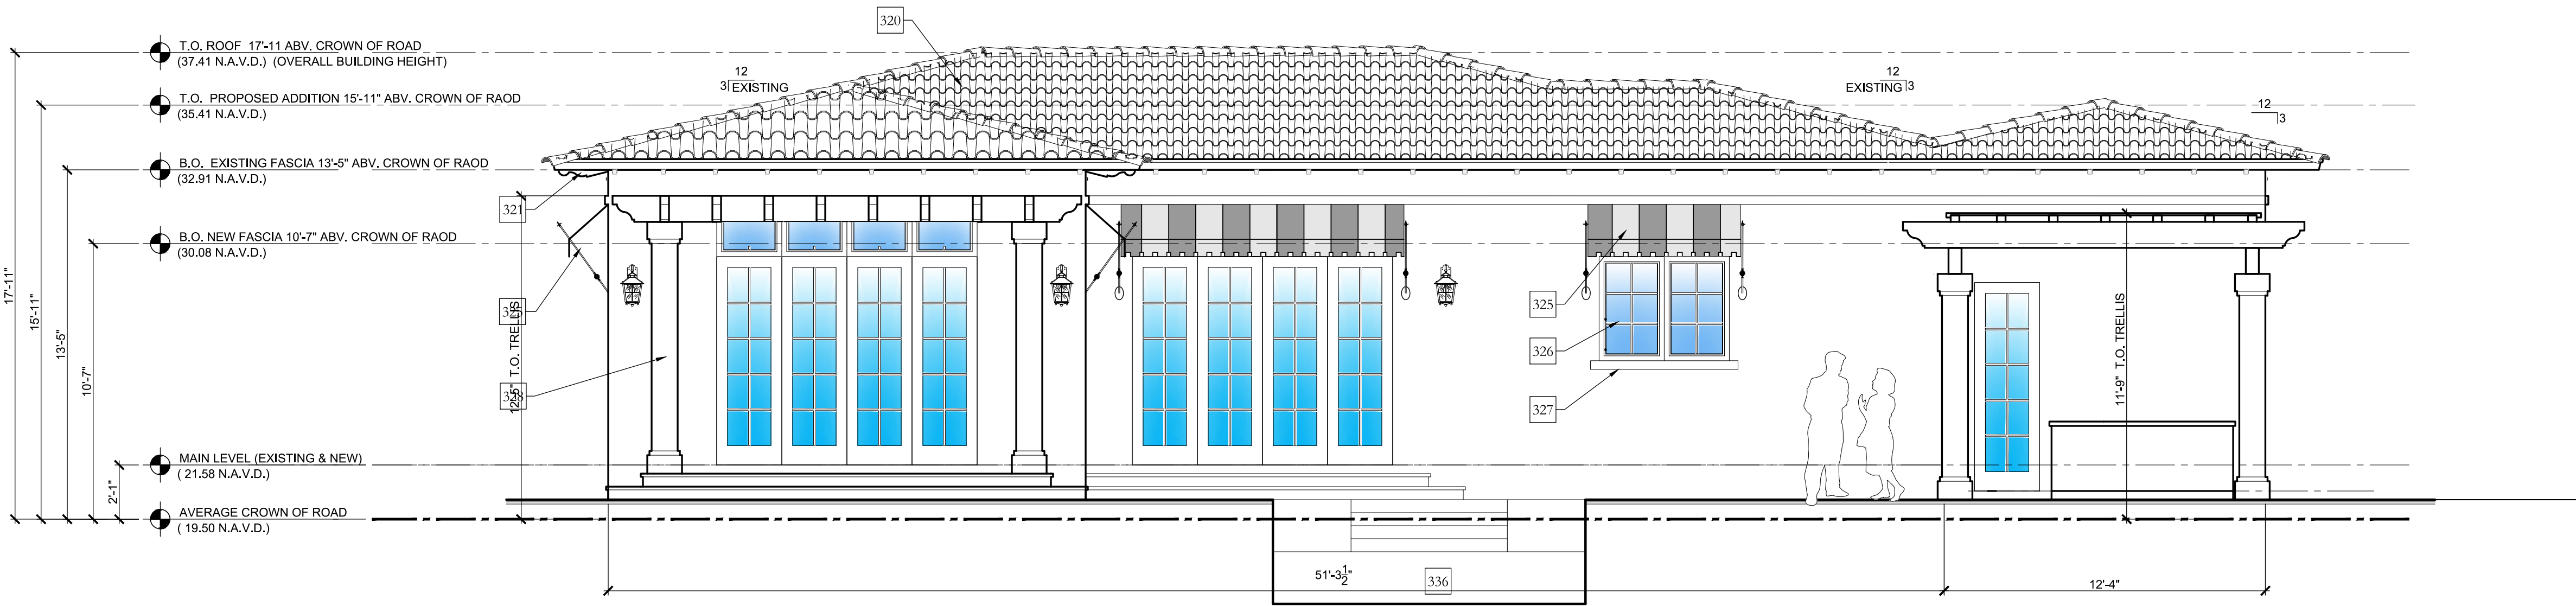 320
T.O. ROOF 17'-11 ABV. CROWN OF ROAD
(37.41 N.A.V.D.) (OVERALL BUILDING HEIGHT)
12
3 EXISTING
12
EXISTING 3
T.O. PROPOSED ADDITION 15'-11" ABV. CROWN OF RAOD
(35.41 N.A.V.D.)
12
3
B.O. EXISTING FASCIA 13'-5" ABV. CROWN OF RAOD
(32.91 N.A.V.D.)
321
B.O. NEW FASCIA 10'-7" ABV. CROWN OF RAOD
(30.08 N.A.V.D.)
17'-11"
15'-11"
13'-5"
10'-7"
2'-1"
325
12'-5" T.O. TRELLIS
328
325
326
327
11'-9" T.O. TRELLIS
MAIN LEVEL (EXISTING & NEW)
( 21.58 N.A.V.D.)
AVERAGE CROWN OF ROAD
( 19.50 N.A.V.D.)
51'-3 1/2"
336
12'-4"